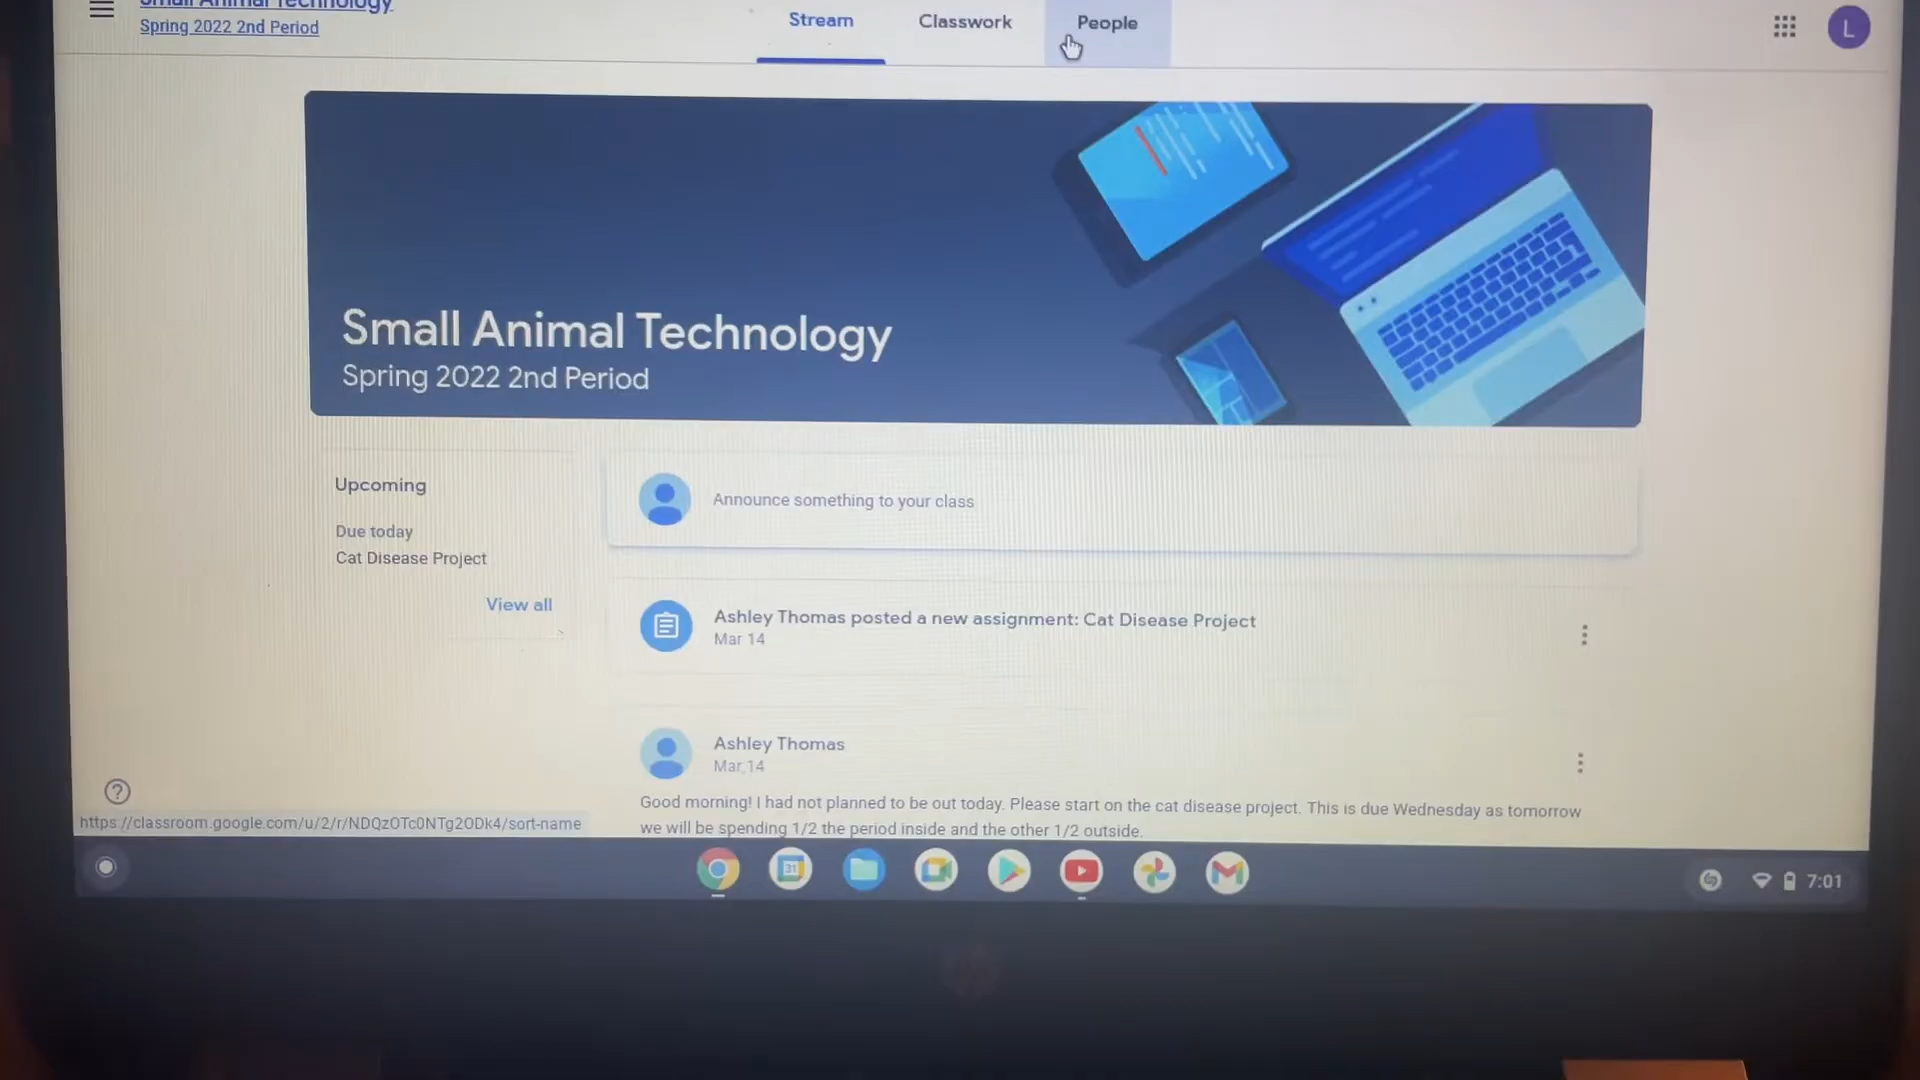 Small Animal Technology
Spring 2022 2nd Period
Stream
Classwork
People
L
Small Animal Technology
Spring 2022 2nd Period
Upcoming
Due today
Cat Disease Project
View all
Announce something to your class
Ashley Thomas posted a new assignment: Cat Disease Project
Mar 14
Ashley Thomas
Mar 14
Good morning! I had not planned to be out today. Please start on the cat disease project. This is due Wednesday as tomorrow
we will be spending 1/2 the period inside and the other 1/2 outside.
?
https://classroom.google.com/u/2/r/NDQzOTc0NTg2ODk4/sort-name
31
7:01